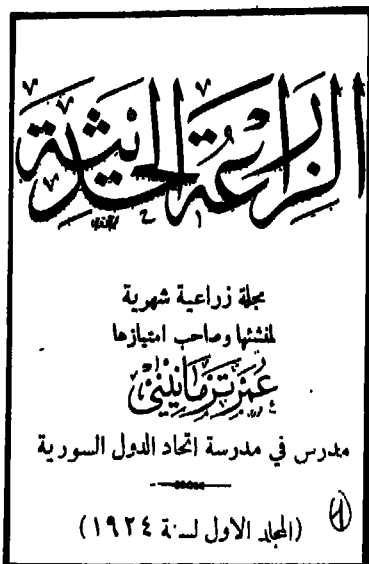 الزراعة الحديثة
مجلة زراعية شهرية
لمنشئها وصاحب امتيازها
عمر ترمانيني
مدرس في مدرسة اتحاد الدول السورية
(المجلد الاول لسنة ١٩٢٤)